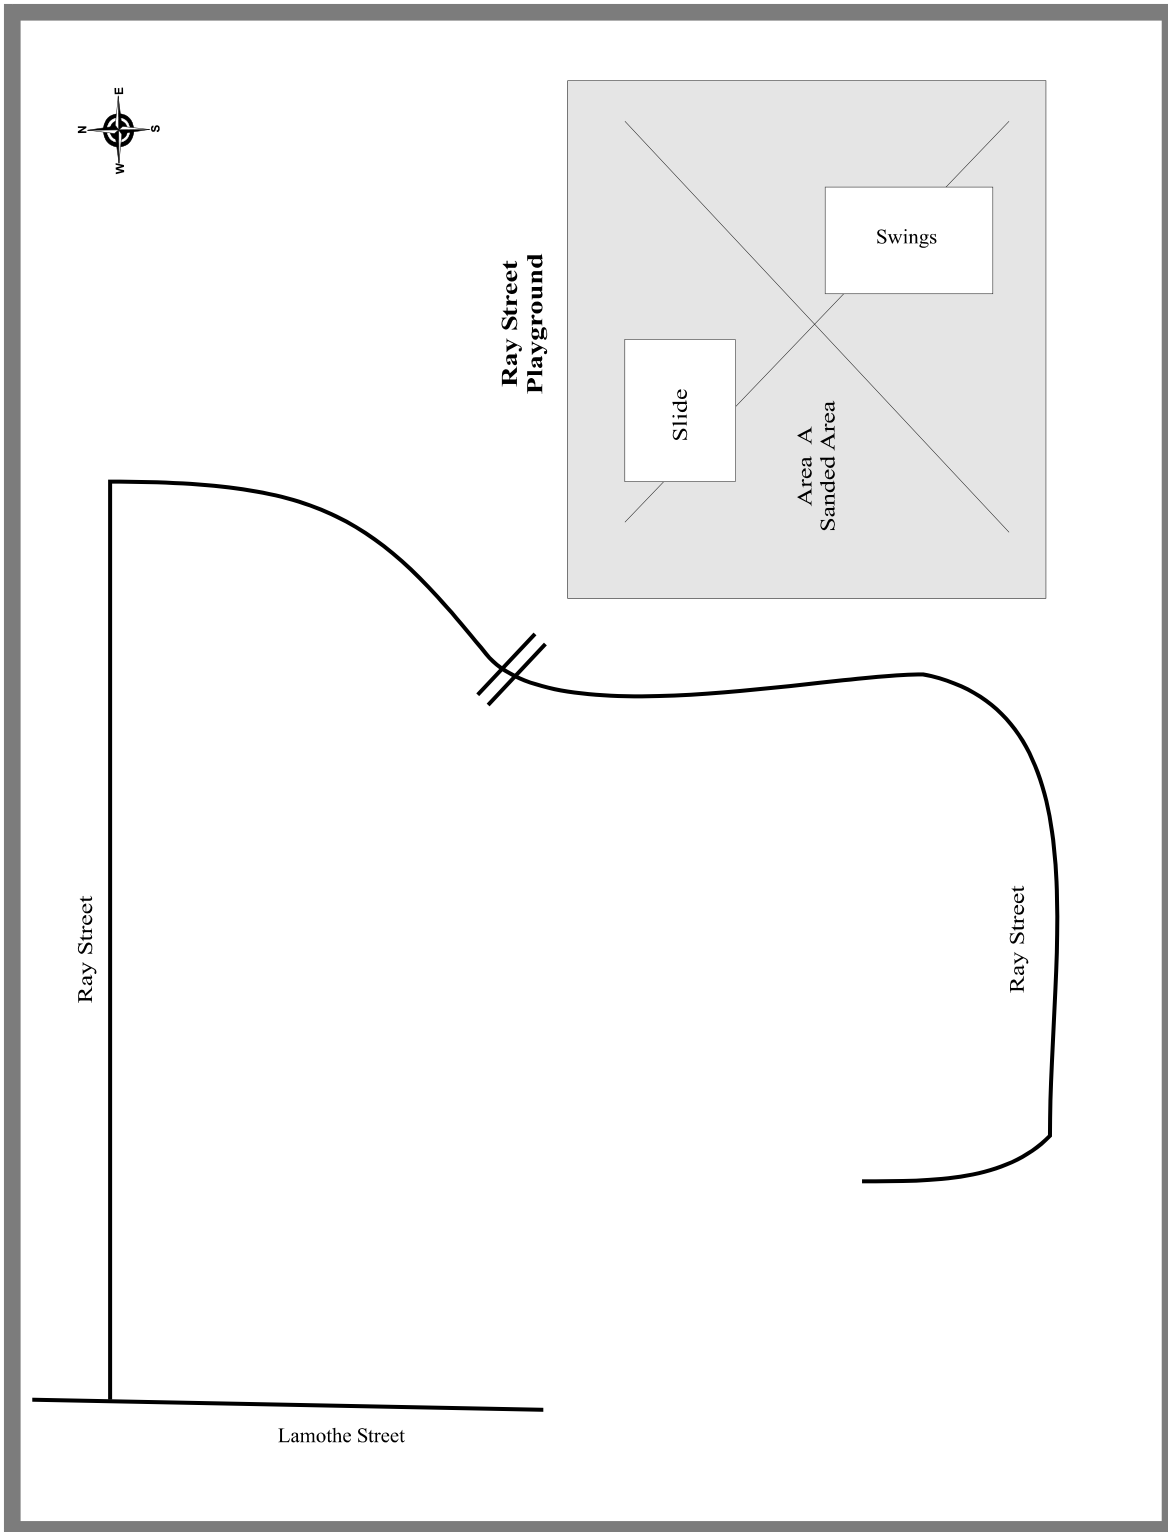 N
E
S
W
Ray Street
Playground
Swings
Slide
Area A
Sanded Area
Ray Street
Ray Street
Lamothe Street